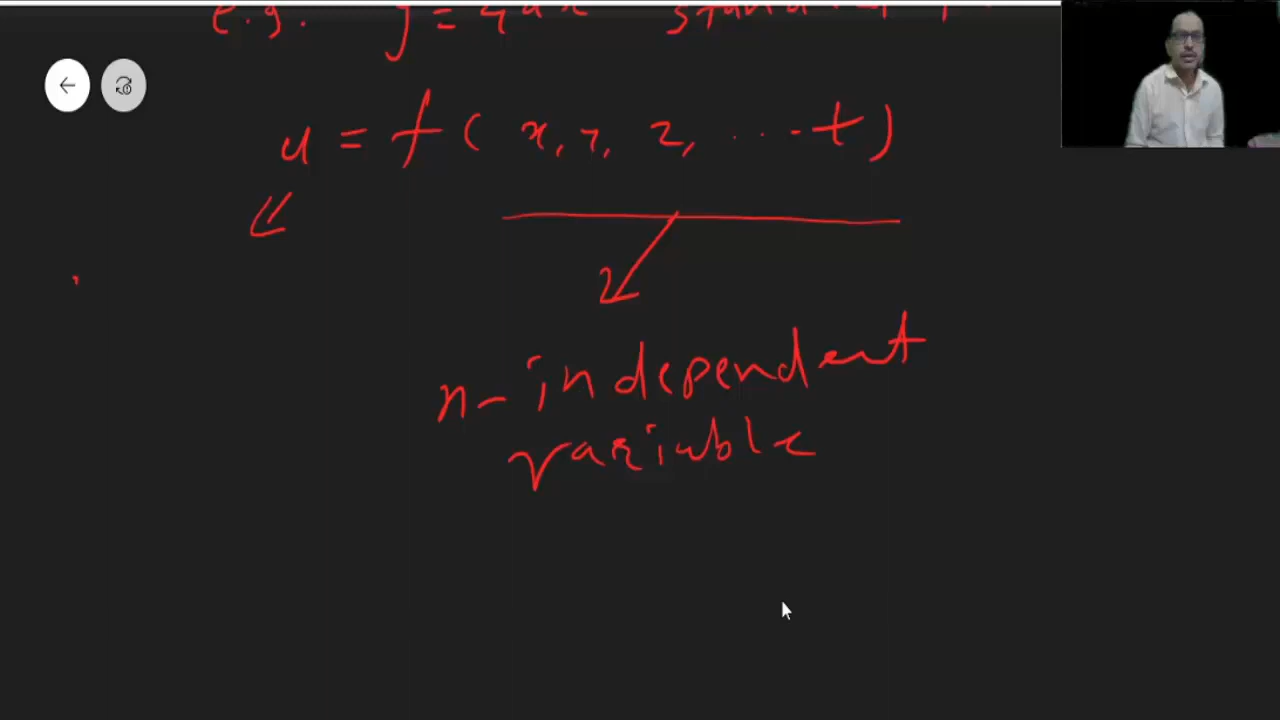 e.g.
u = f( x, y, z, ... t)
n-independent
variable